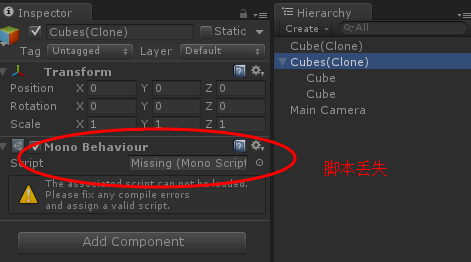 Inspector
Cubes(Clone)
Static
Tag Untagged Layer Default
Transform
Position X 0 Y 0 Z 0
Rotation X 0 Y 0 Z 0
Scale X 1 Y 1 Z 1
Mono Behaviour
Script Missing (Mono Script
The associated script can not be loaded.
Please fix any compile errors
and assign a valid script.
Add Component
Hierarchy
Create All
Cube(Clone)
Cubes(Clone)
Cube
Cube
Main Camera
脚本丢失